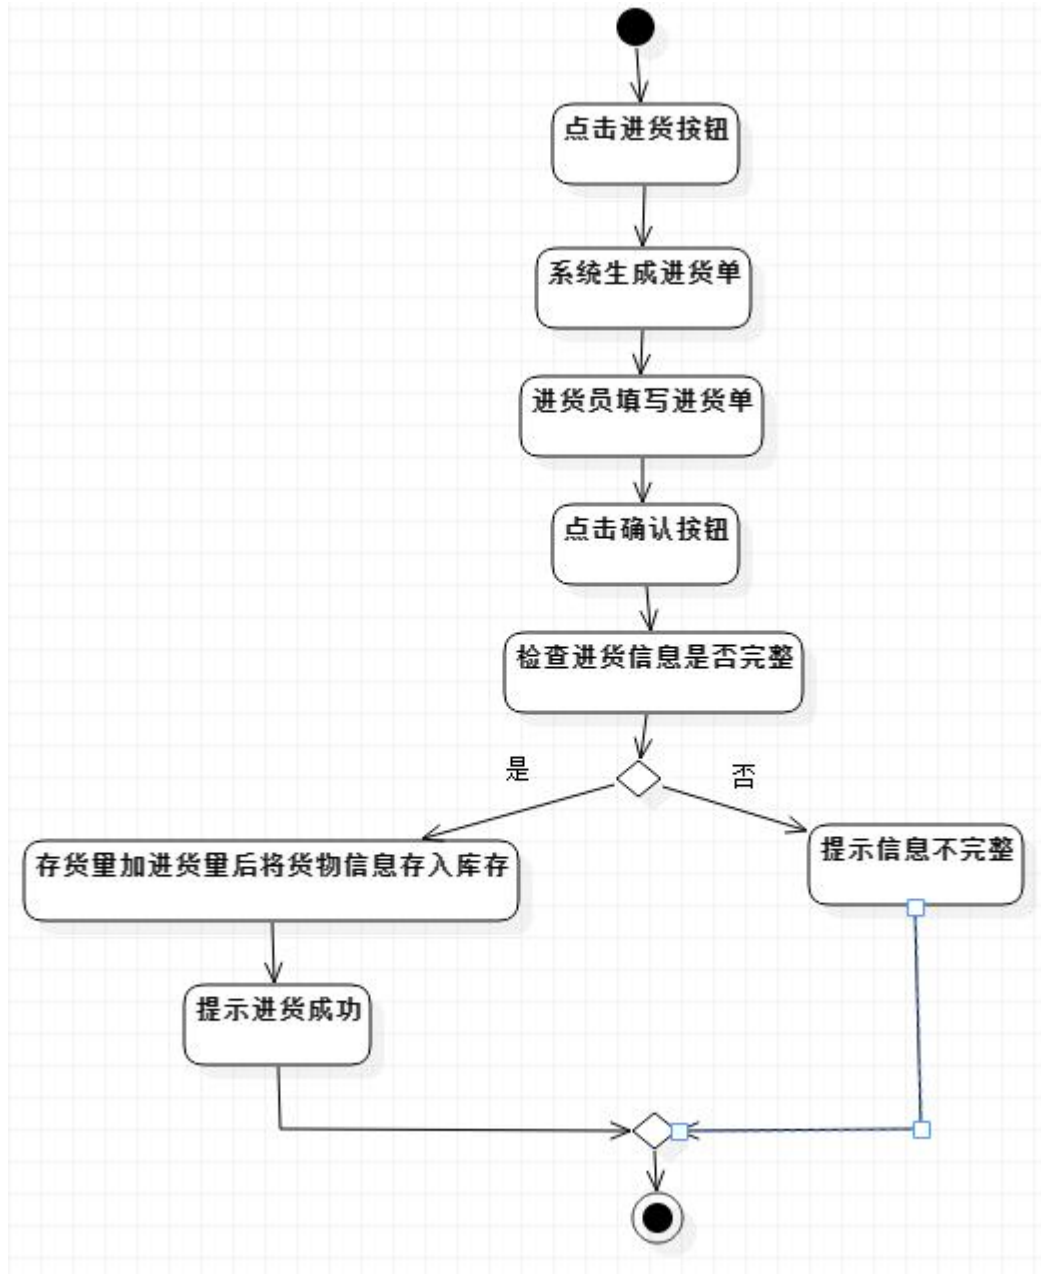 点击进货按钮
系统生成进货单
进货员填写进货单
点击确认按钮
检查进货信息是否完整
是
否
存货量加进货量后将货物信息存入库存
提示信息不完整
提示进货成功